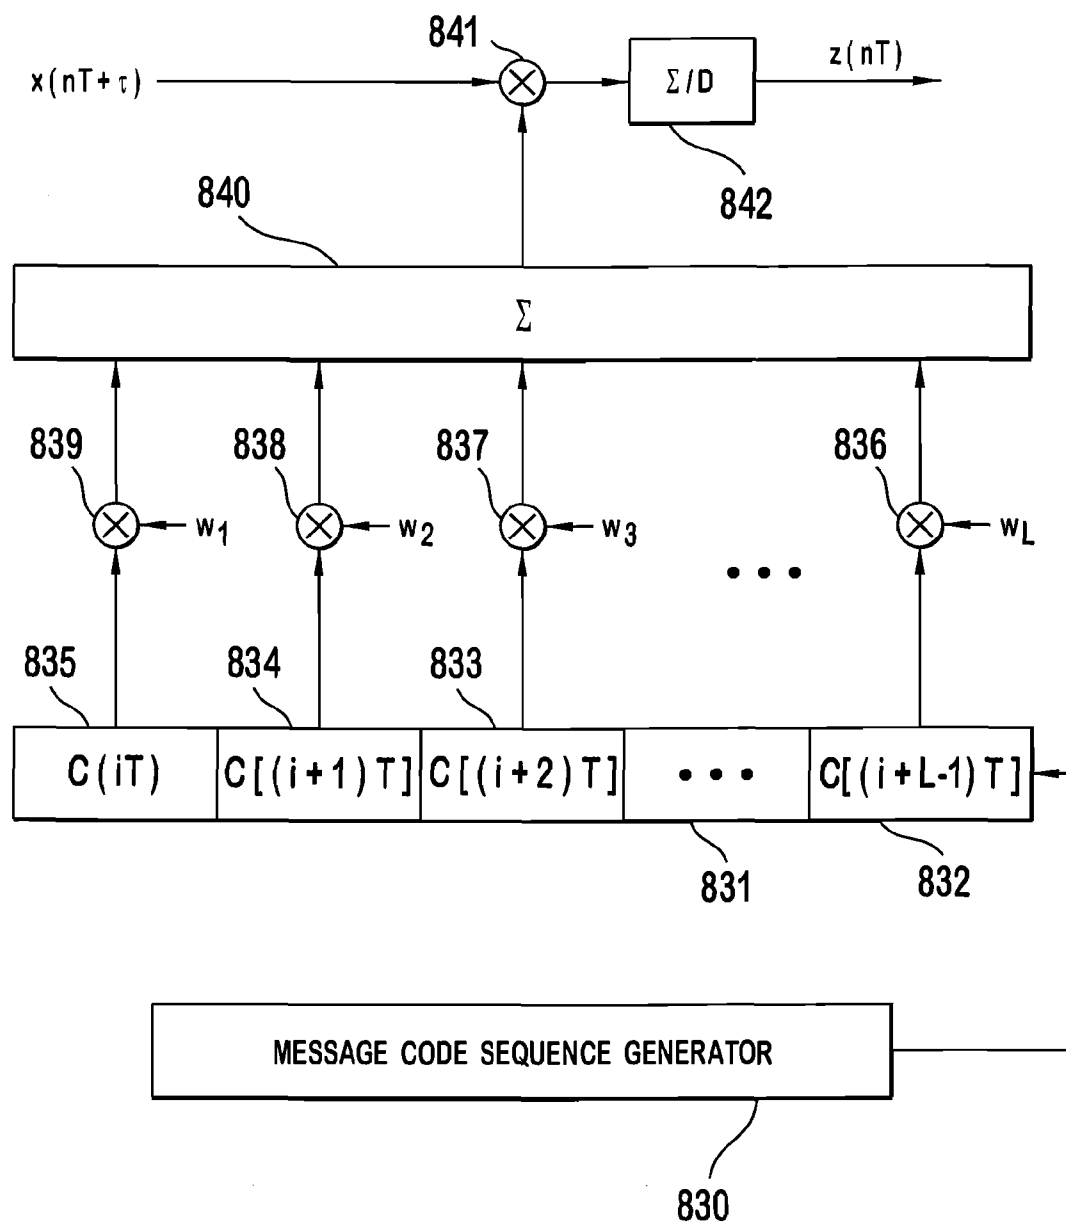 841
x(nT+τ)
Σ/D
z(nT)
842
840
Σ
839
838
837
836
w1
w2
w3
wL
• • •
835
834
833
C(iT)
C[(i+1)T]
C[(i+2)T]
• • •
C[(i+L-1)T]
831
832
MESSAGE CODE SEQUENCE GENERATOR
830